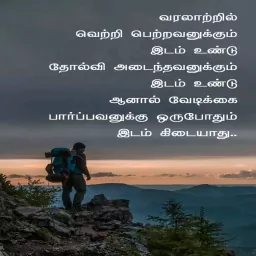 வரலாற்றில்
வெற்றி பெற்றவனுக்கும்
இடம் உண்டு
தோல்வி அடைந்தவனுக்கும்
இடம் உண்டு
ஆனால் வேடிக்கை
பார்ப்பவனுக்கு ஒருபோதும்
இடம் கிடையாது..